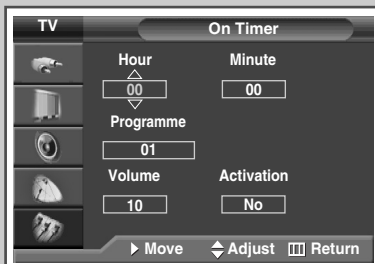 TV On Timer
Hour Minute
00 00
Programme
01
Volume Activation
10 No
Move Adjust Return